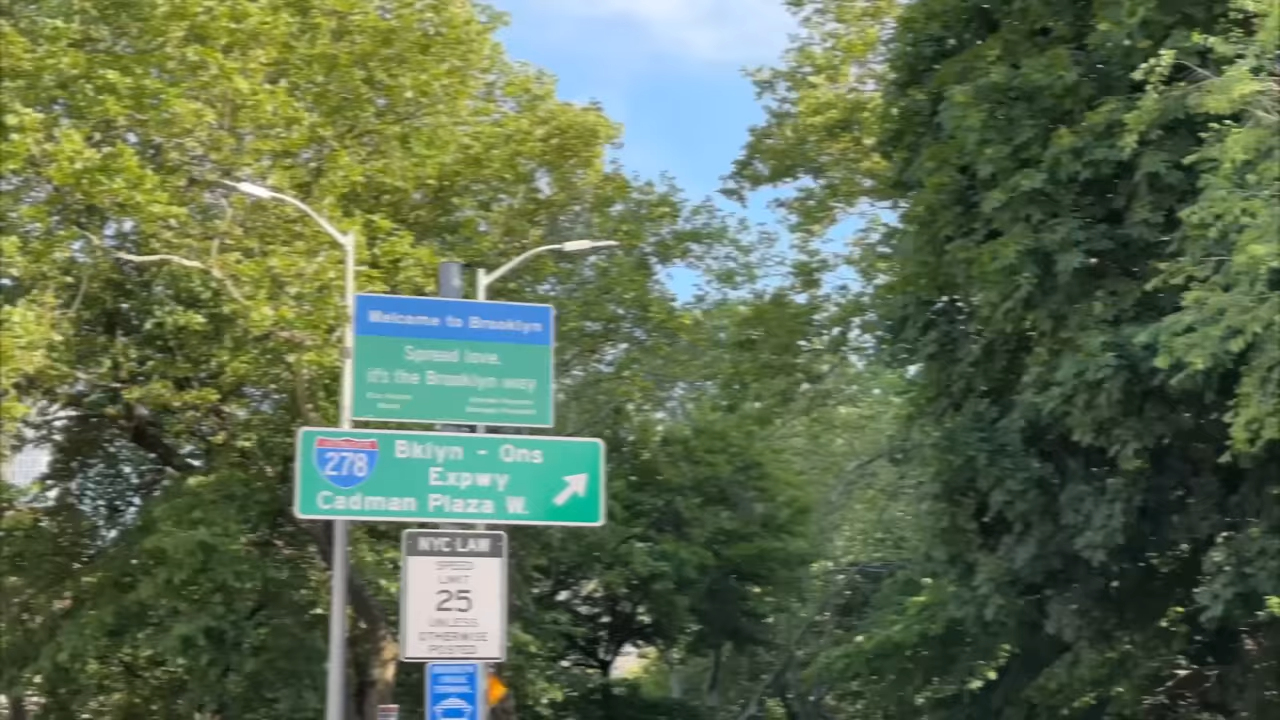 Welcome to Brooklyn
Spread love,
it's the Brooklyn way
INTERSTATE
278
Bklyn - Qns
Expwy
Cadman Plaza W.
NYC LAW
SPEED
LIMIT
25
UNLESS
OTHERWISE
POSTED